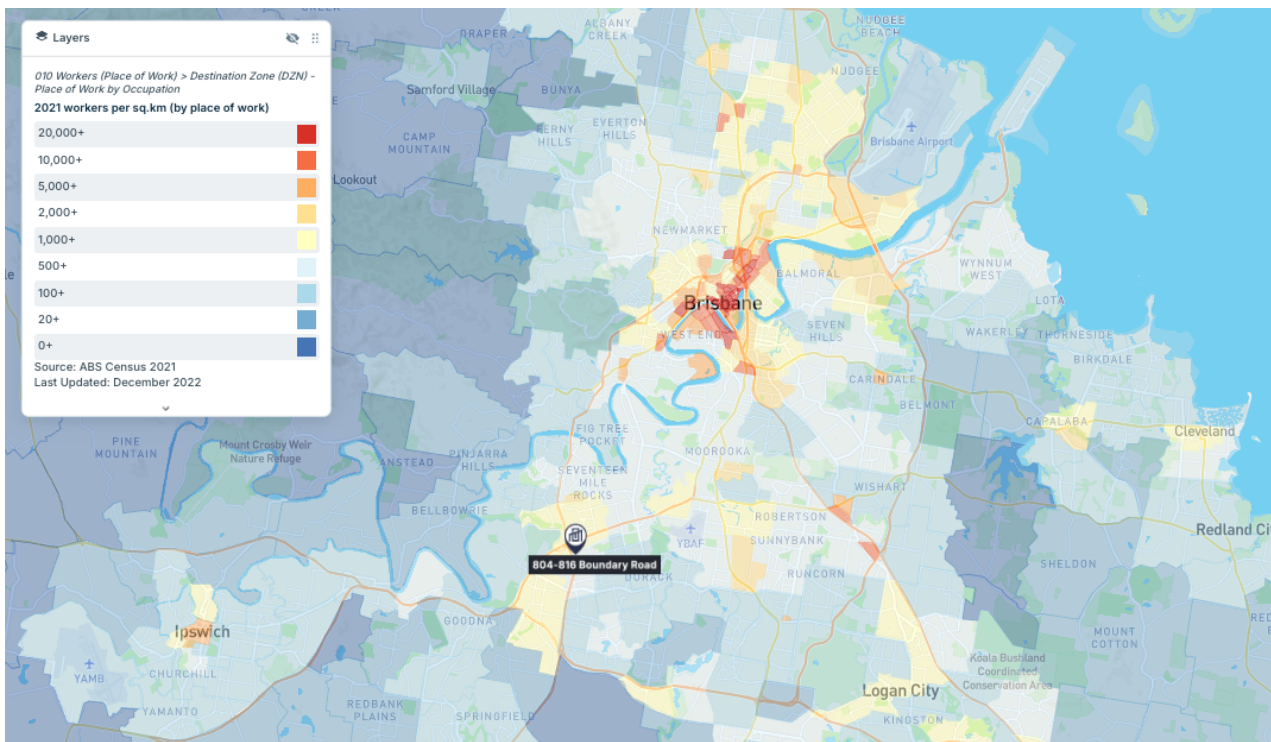 Layers
010 Workers (Place of Work) > Destination Zone (DZN) -
Place of Work by Occupation
2021 workers per sq.km (by place of work)
20,000+
10,000+
5,000+
2,000+
1,000+
500+
100+
20+
0+
Source: ABS Census 2021
Last Updated: December 2022
ALBANY
CREEK
NUDGEE
BEACH
DRAPER
NUDGEE
Samford Village
BUNYA
CAMP
MOUNTAIN
FERNY
HILLS
EVERTON
HILLS
Brisbane Airport
Lookout
NEWMARKET
WYNNUM
WEST
BALMORAL
Brisbane
LOTA
WEST END
SEVEN
HILLS
WAKERLEY
THORNESIDE
BIRKDALE
CARINDALE
BELMONT
CAPALABA
Cleveland
PINE
MOUNTAIN
Mount Crosby Weir
Nature Refuge
ANSTEAD
PINJARRA
HILLS
FIG TREE
POCKET
MOOROOKA
SEVENTEEN
MILE
ROCKS
WISHART
BELLBOWRIE
ROBERTSON
Redland Ci
YBAF
SUNNYBANK
804-816 Boundary Road
DURACK
RUNCORN
SHELDON
GOODNA
Ipswich
MOUNT
COTTON
YAMB
CHURCHILL
Koala Bushland
Coordinated
Conservation Area
Logan City
YAMANTO
REDBANK
PLAINS
SPRINGFIELD
KINGSTON